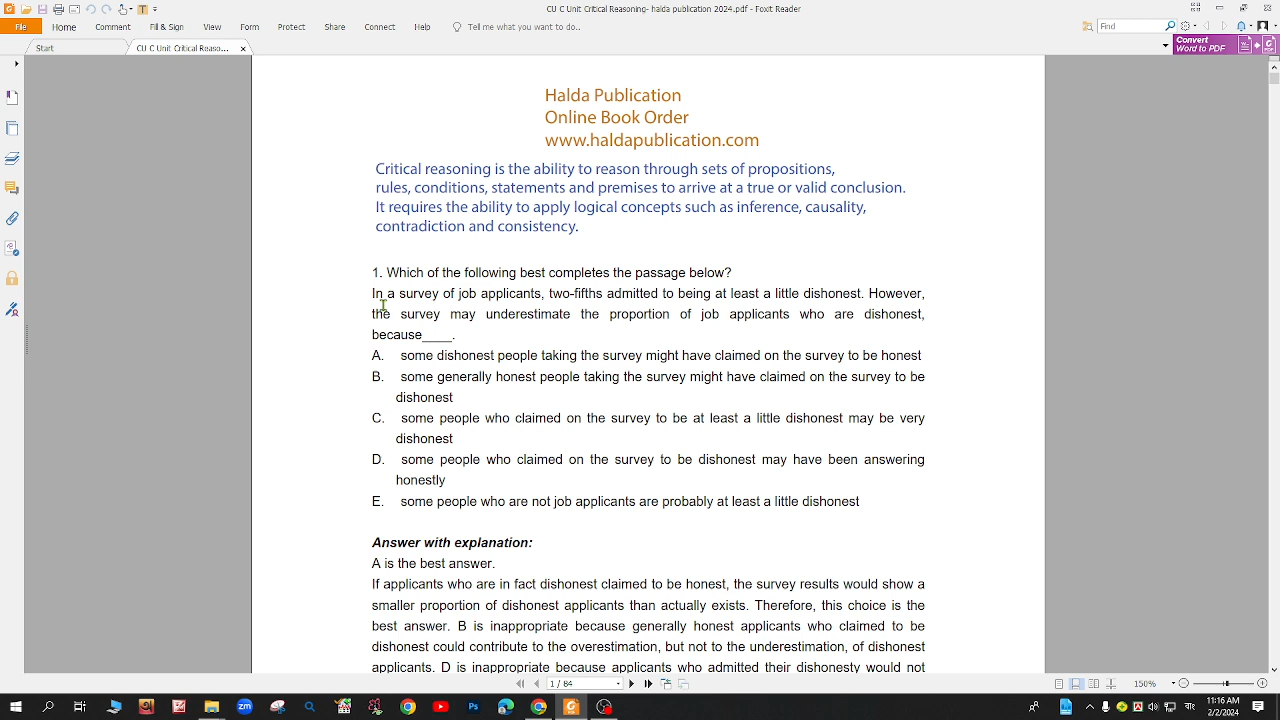 CU C Unit Critical Reasoning- halda publication 2024.pdf - Foxit Reader
File Home Comment Fill & Sign View Form Protect Share Connect Help Tell me what you want to do.. Find
Start CU C Unit Critical Reaso... Convert
Word to PDF
Halda Publication
Online Book Order
www.haldapublication.com
Critical reasoning is the ability to reason through sets of propositions,
rules, conditions, statements and premises to arrive at a true or valid conclusion.
It requires the ability to apply logical concepts such as inference, causality,
contradiction and consistency.
1. Which of the following best completes the passage below?
In a survey of job applicants, two-fifths admitted to being at least a little dishonest. However,
the survey may underestimate the proportion of job applicants who are dishonest,
because____.
A. some dishonest people taking the survey might have claimed on the survey to be honest
B. some generally honest people taking the survey might have claimed on the survey to be
dishonest
C. some people who claimed on the survey to be at least a little dishonest may be very
dishonest
D. some people who claimed on the survey to be dishonest may have been answering
honestly
E. some people who are not job applicants are probably at least a little dishonest
Answer with explanation:
A is the best answer.
If applicants who are in fact dishonest claimed to be honest, the survey results would show a
smaller proportion of dishonest applicants than actually exists. Therefore, this choice is the
best answer. B is inappropriate because generally honest applicants who claimed to be
dishonest could contribute to the overestimation, but not to the underestimation, of dishonest
applicants. D is inappropriate because applicants who admitted their dishonesty would not
1 / 84 150%
11:16 AM
2/2/2024